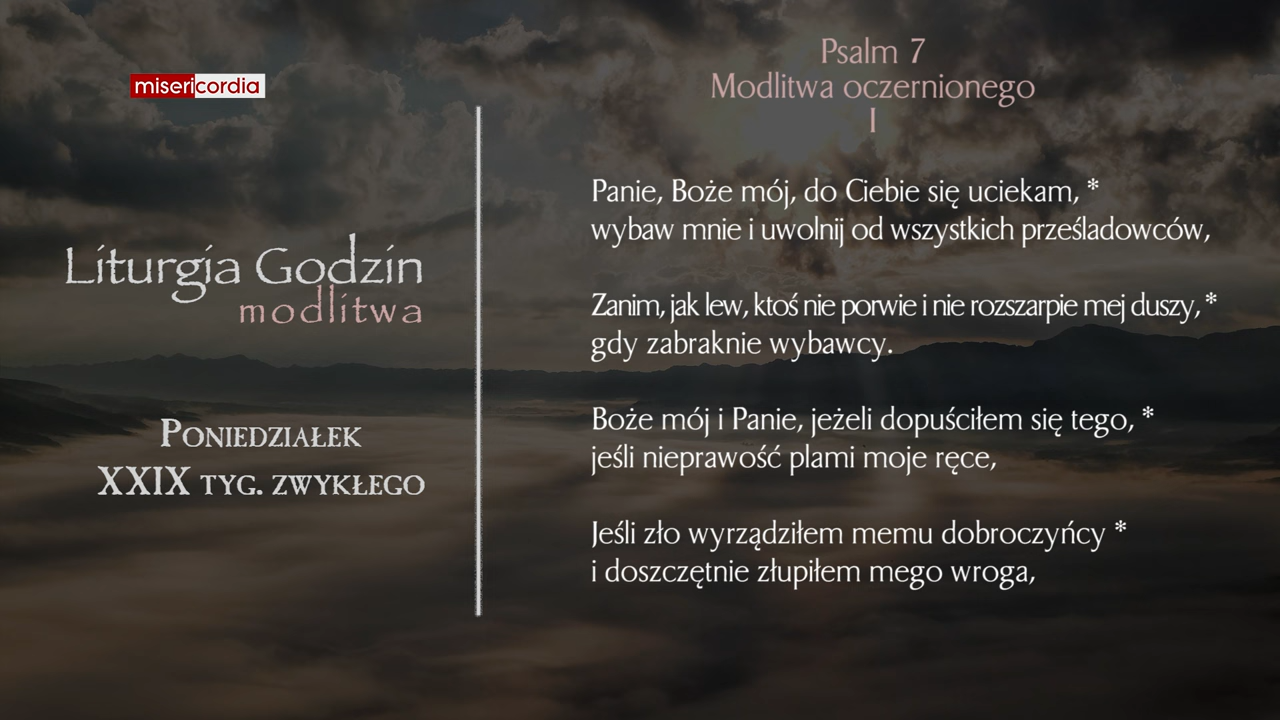 misericordia
Liturgia Godzin
modlitwa
Poniedziałek
XXIX tyg. zwykłego
Psalm 7
Modlitwa oczernionego
I
Panie, Boże mój, do Ciebie się uciekam, *
wybaw mnie i uwolnij od wszystkich prześladowców,
Zanim, jak lew, ktoś nie porwie i nie rozszarpie mej duszy, *
gdy zabraknie wybawcy.
Boże mój i Panie, jeżeli dopuściłem się tego, *
jeśli nieprawość plami moje ręce,
Jeśli zło wyrządziłem memu dobroczyńcy *
i doszczętnie złupiłem mego wroga,